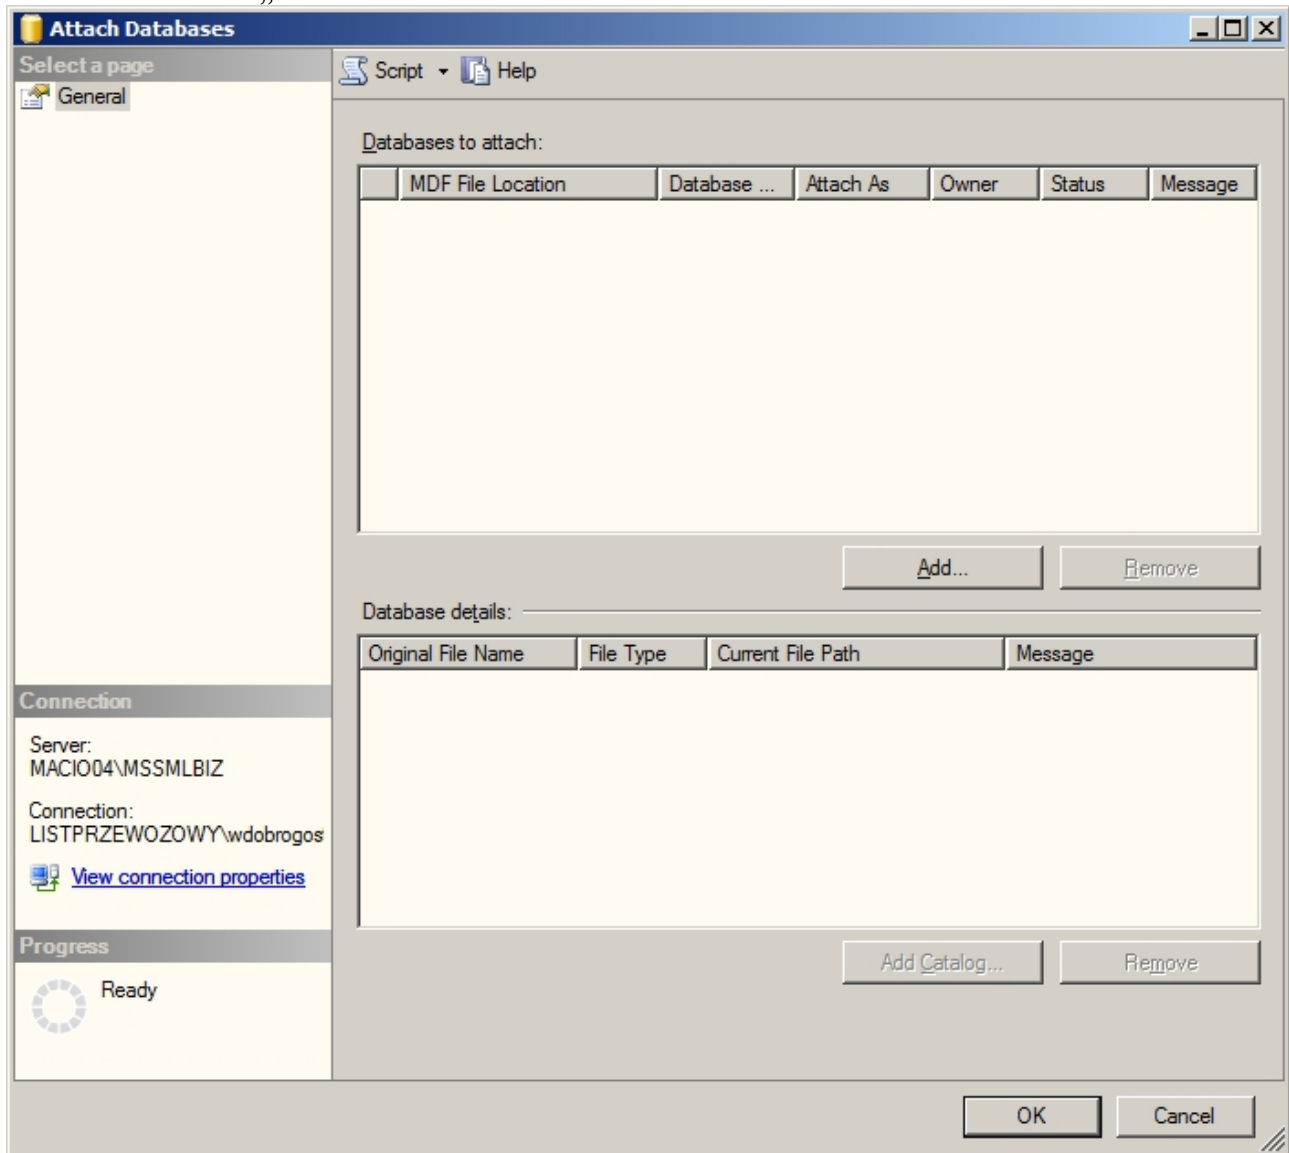 „
Attach Databases
Select a page
General
Script
Help
Databases to attach:
MDF File Location
Database ...
Attach As
Owner
Status
Message
Add...
Remove
Database details:
Original File Name
File Type
Current File Path
Message
Connection
Server:
MACIO04\MSSMLBIZ
Connection:
LISTPRZEWOZOWY\wdobrogos
View connection properties
Progress
Ready
Add Catalog...
Remove
OK
Cancel